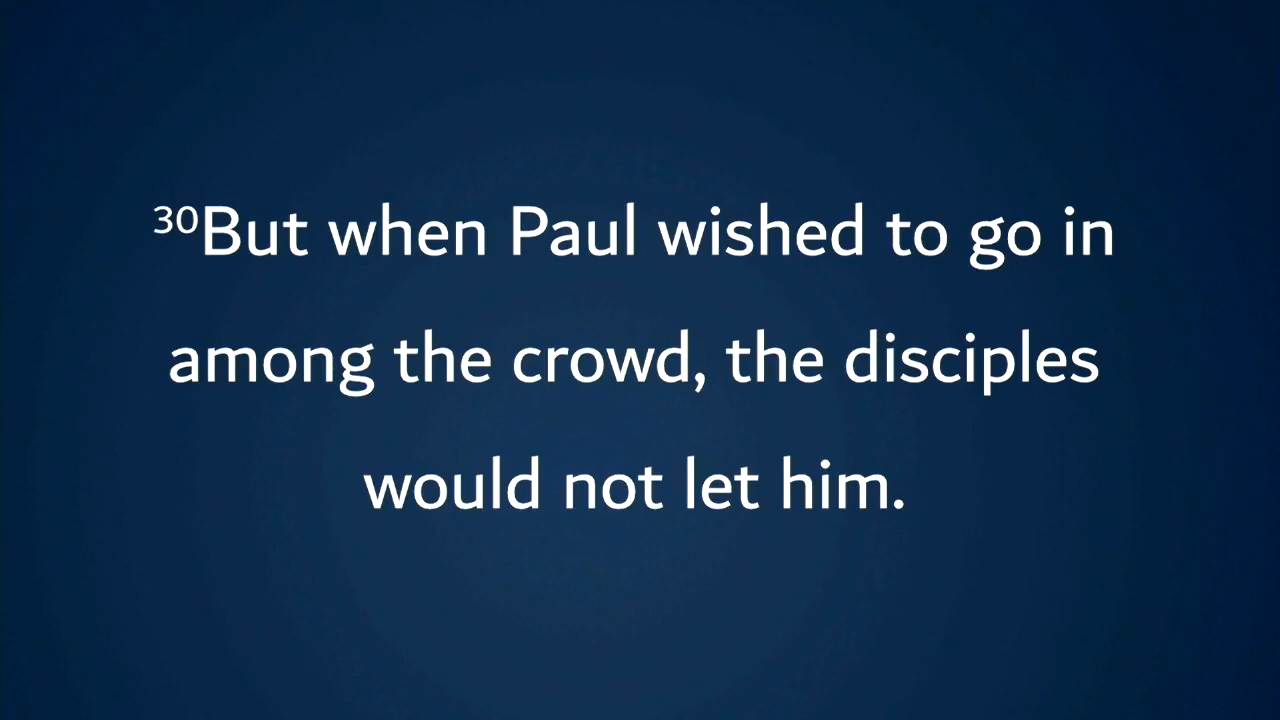 ³⁰But when Paul wished to go in
among the crowd, the disciples
would not let him.